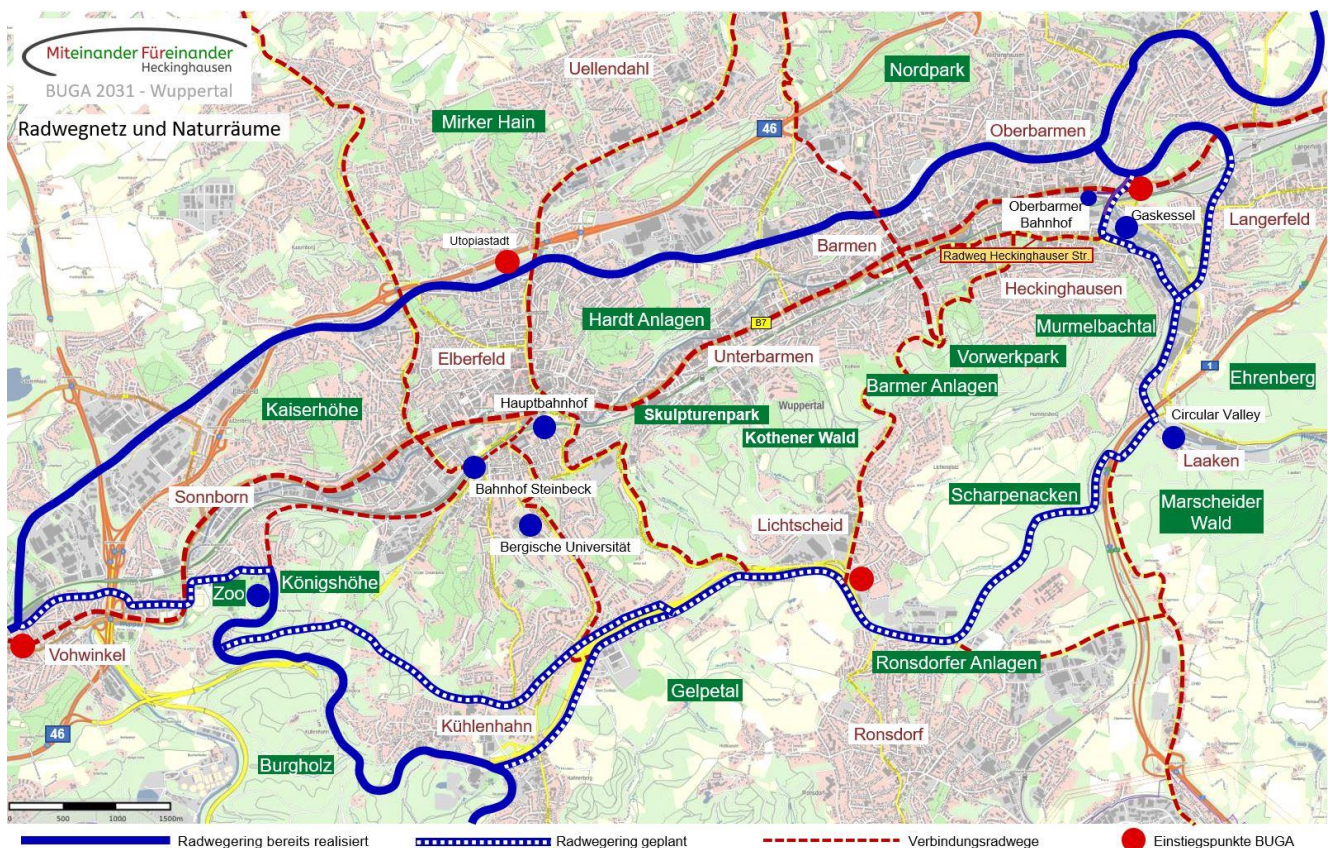 Miteinander Füreinander
Heckinghausen
BUGA 2031 - Wuppertal
Radwegnetz und Naturräume
Uellendahl
Nordpark
Mirker Hain
46
Oberbarmen
Langerfeld
Oberbarmer
Bahnhof
Gaskessel
Utopiastadt
Barmen
Radweg Heckinghauser Str.
Heckinghausen
Hardt Anlagen
B7
Murmelbachtal
Elberfeld
Unterbarmen
Vorwerkpark
1
Ehrenberg
Barmer Anlagen
Kaiserhöhe
Hauptbahnhof
Skulpturenpark
Wuppertal
Kothener Wald
Circular Valley
Laaken
Sonnborn
Bahnhof Steinbeck
Scharpenacken
Marscheider
Wald
Lichtscheid
Bergische Universität
Königshöhe
Zoo
Vohwinkel
Ronsdorfer Anlagen
Gelpetal
Kühlenhahn
Ronsdorf
46
Burgholz
0 500 1000 1500m
Radwegering bereits realisiert
Radwegering geplant
Verbindungsradwege
Einstiegspunkte BUGA